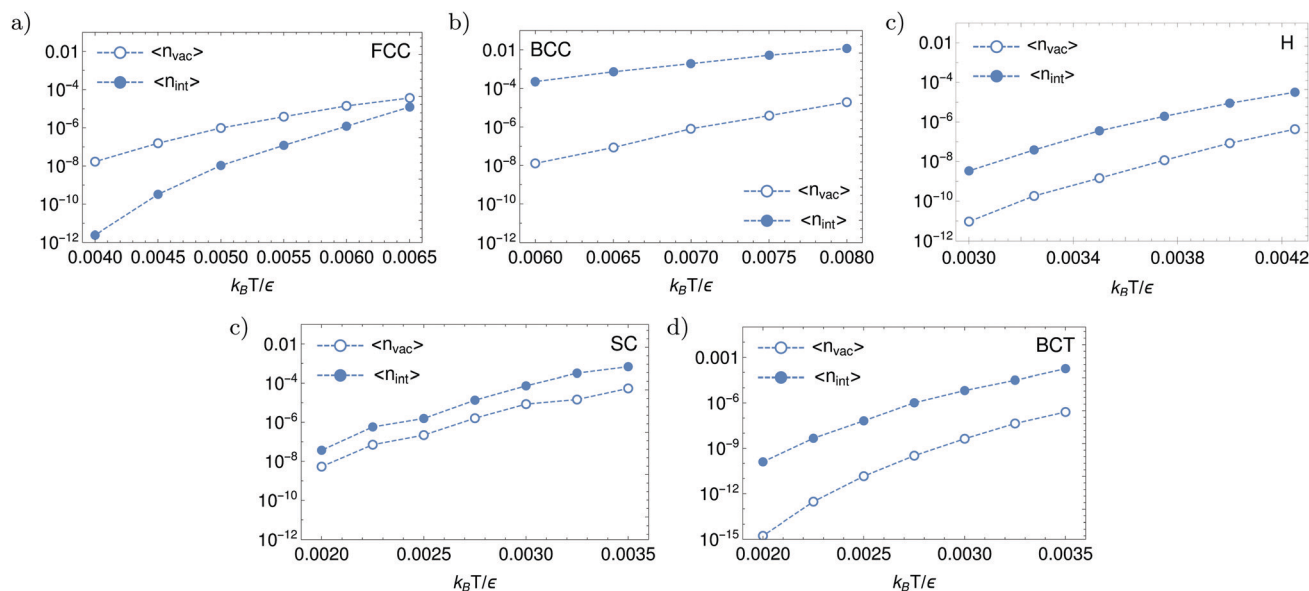 a)
<n_vac>
<n_int>
FCC
0.01
10^-4
10^-6
10^-8
10^-10
10^-12
0.0040 0.0045 0.0050 0.0055 0.0060 0.0065
k_BT/ϵ
b)
BCC
0.01
10^-4
10^-6
10^-8
10^-10
10^-12
<n_vac>
<n_int>
0.0060 0.0065 0.0070 0.0075 0.0080
k_BT/ϵ
c)
<n_vac>
<n_int>
H
0.01
10^-4
10^-6
10^-8
10^-10
10^-12
0.0030 0.0034 0.0038 0.0042
k_BT/ϵ
c)
<n_vac>
<n_int>
SC
0.01
10^-4
10^-6
10^-8
10^-10
10^-12
0.0020 0.0025 0.0030 0.0035
k_BT/ϵ
d)
<n_vac>
<n_int>
BCT
0.001
10^-6
10^-9
10^-12
10^-15
0.0020 0.0025 0.0030 0.0035
k_BT/ϵ